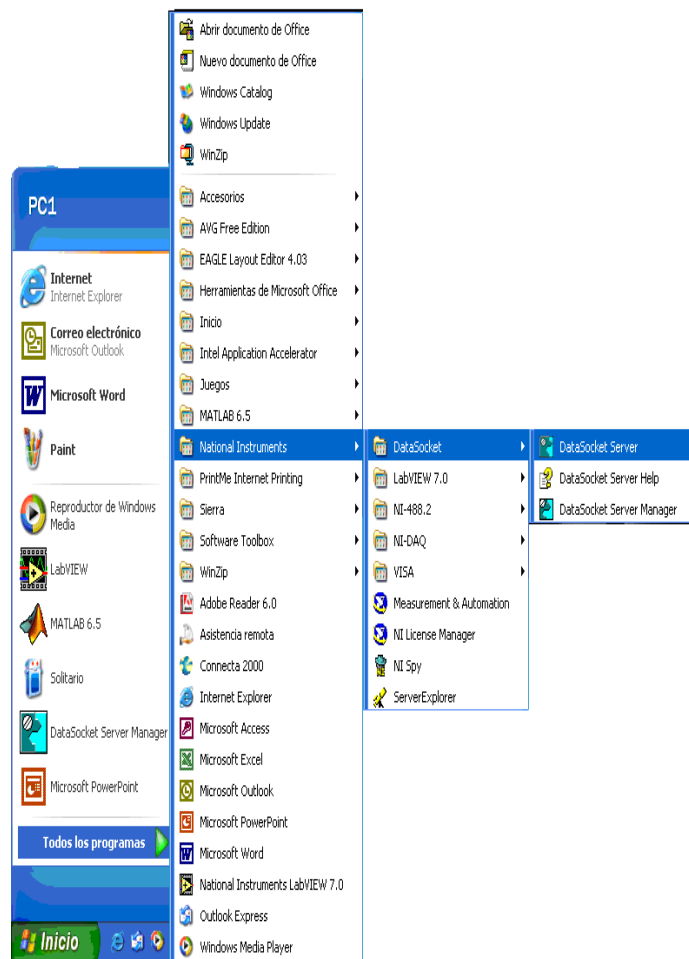 PC1
Internet
Internet Explorer
Correo electrónico
Microsoft Outlook
Microsoft Word
Paint
Reproductor de Windows
Media
LabVIEW
MATLAB 6.5
Solitario
DataSocket Server Manager
Microsoft PowerPoint
Todos los programas
Inicio
Abrir documento de Office
Nuevo documento de Office
Windows Catalog
Windows Update
WinZip
Accesorios
AVG Free Edition
EAGLE Layout Editor 4.03
Herramientas de Microsoft Office
Inicio
Intel Application Accelerator
Juegos
MATLAB 6.5
National Instruments
PrintMe Internet Printing
Sierra
Software Toolbox
WinZip
Adobe Reader 6.0
Asistencia remota
Connecta 2000
Internet Explorer
Microsoft Access
Microsoft Excel
Microsoft Outlook
Microsoft PowerPoint
Microsoft Word
National Instruments LabVIEW 7.0
Outlook Express
Windows Media Player
DataSocket
LabVIEW 7.0
NI-488.2
NI-DAQ
VISA
Measurement & Automation
NI License Manager
NI Spy
ServerExplorer
DataSocket Server
DataSocket Server Help
DataSocket Server Manager